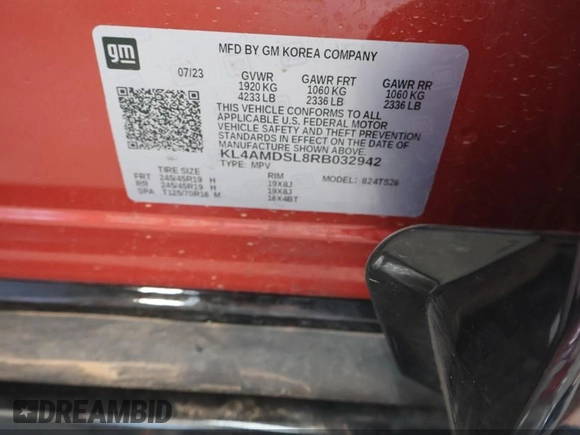 gm
MFD BY GM KOREA COMPANY
07/23 GVWR GAWR FRT GAWR RR
1920 KG 1060 KG 1060 KG
4233 LB 2336 LB 2336 LB
THIS VEHICLE CONFORMS TO ALL
APPLICABLE U.S. FEDERAL MOTOR
VEHICLE SAFETY AND THEFT PREVENTION
STANDARDS IN EFFECT ON THE DATE OF
MANUFACTURE SHOWN ABOVE.
KL4AMDSL8RB032942
TYPE: MPV MODEL: 824TS26
TIRE SIZE RIM
FRT 245/45R19 H 19X8J
RR 245/45R19 H 19X8J
SPA T125/70R16 M 16X4BT
DREAMBID